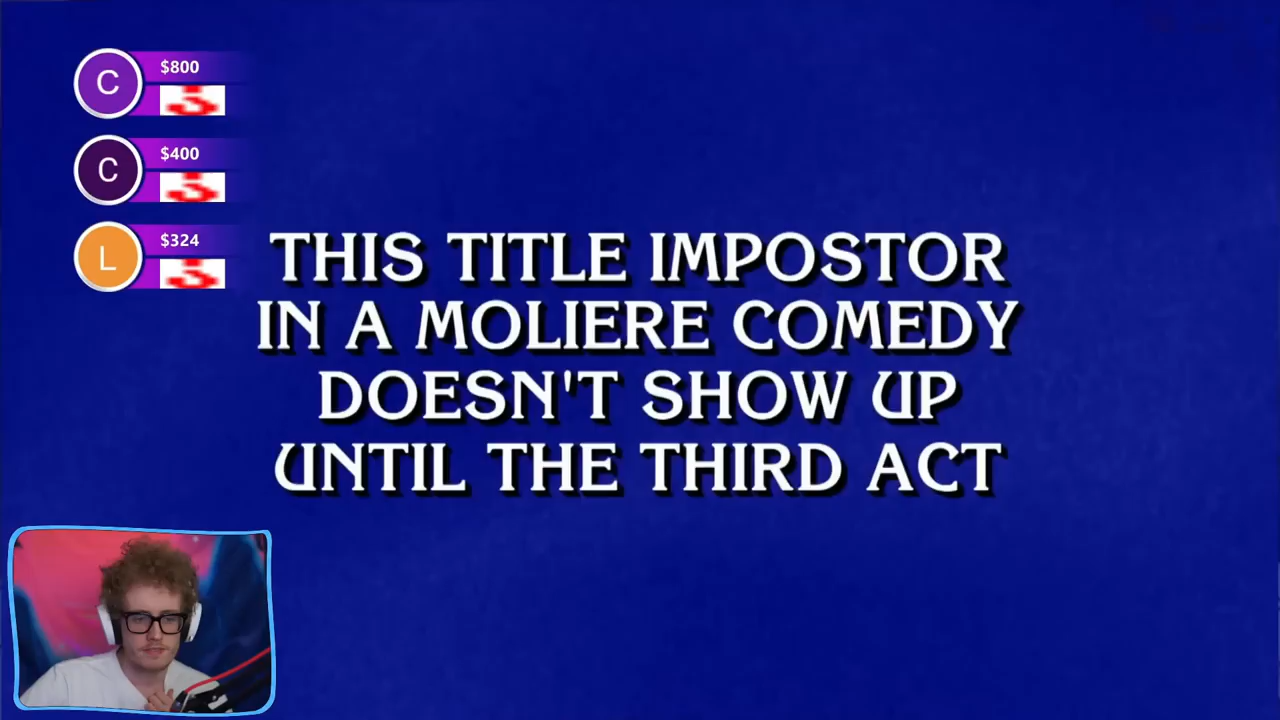 C
$800
C
$400
L
$324
THIS TITLE IMPOSTOR
IN A MOLIERE COMEDY
DOESN'T SHOW UP
UNTIL THE THIRD ACT